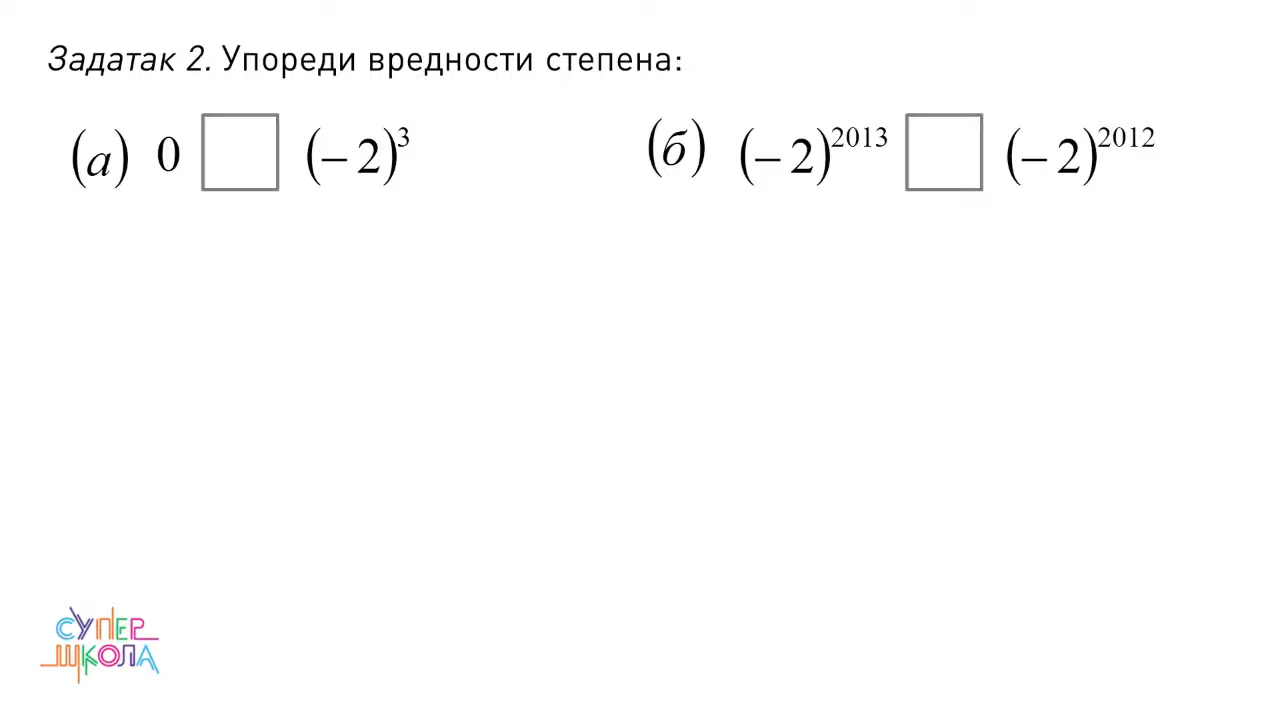 Задатак 2. Упореди вредности степена:
(а) 0 □ (−2)³ (б) (−2)²⁰¹³ □ (−2)²⁰¹²
СУПЕР
ШКОЛА